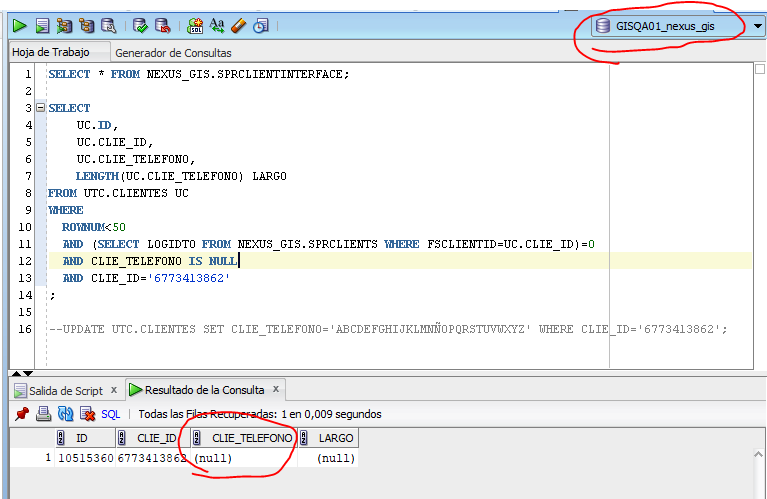 GISQA01_nexus_gis
Hoja de Trabajo Generador de Consultas
1 SELECT * FROM NEXUS_GIS.SPRCLIENTINTERFACE;
2
3 SELECT
4 UC.ID,
5 UC.CLIE_ID,
6 UC.CLIE_TELEFONO,
7 LENGTH(UC.CLIE_TELEFONO) LARGO
8 FROM UTC.CLIENTES UC
9 WHERE
10 ROWNUM<50
11 AND (SELECT LOGIDTO FROM NEXUS_GIS.SPRCLIENTS WHERE FSCLIENTID=UC.CLIE_ID)=0
12 AND CLIE_TELEFONO IS NULL
13 AND CLIE_ID='6773413862'
14 ;
15
16 --UPDATE UTC.CLIENTES SET CLIE_TELEFONO='ABCDEFGHIJKLMNÑOPQRSTUVWXYZ' WHERE CLIE_ID='6773413862';
Salida de Script x Resultado de la Consulta x
SQL | Todas las Filas Recuperadas: 1 en 0,009 segundos
ID CLIE_ID CLIE_TELEFONO LARGO
1 10515360 6773413862 (null) (null)